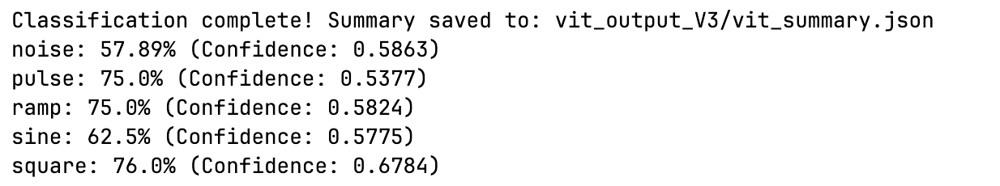 Classification complete! Summary saved to: vit_output_V3/vit_summary.json
noise: 57.89% (Confidence: 0.5863)
pulse: 75.0% (Confidence: 0.5377)
ramp: 75.0% (Confidence: 0.5824)
sine: 62.5% (Confidence: 0.5775)
square: 76.0% (Confidence: 0.6784)